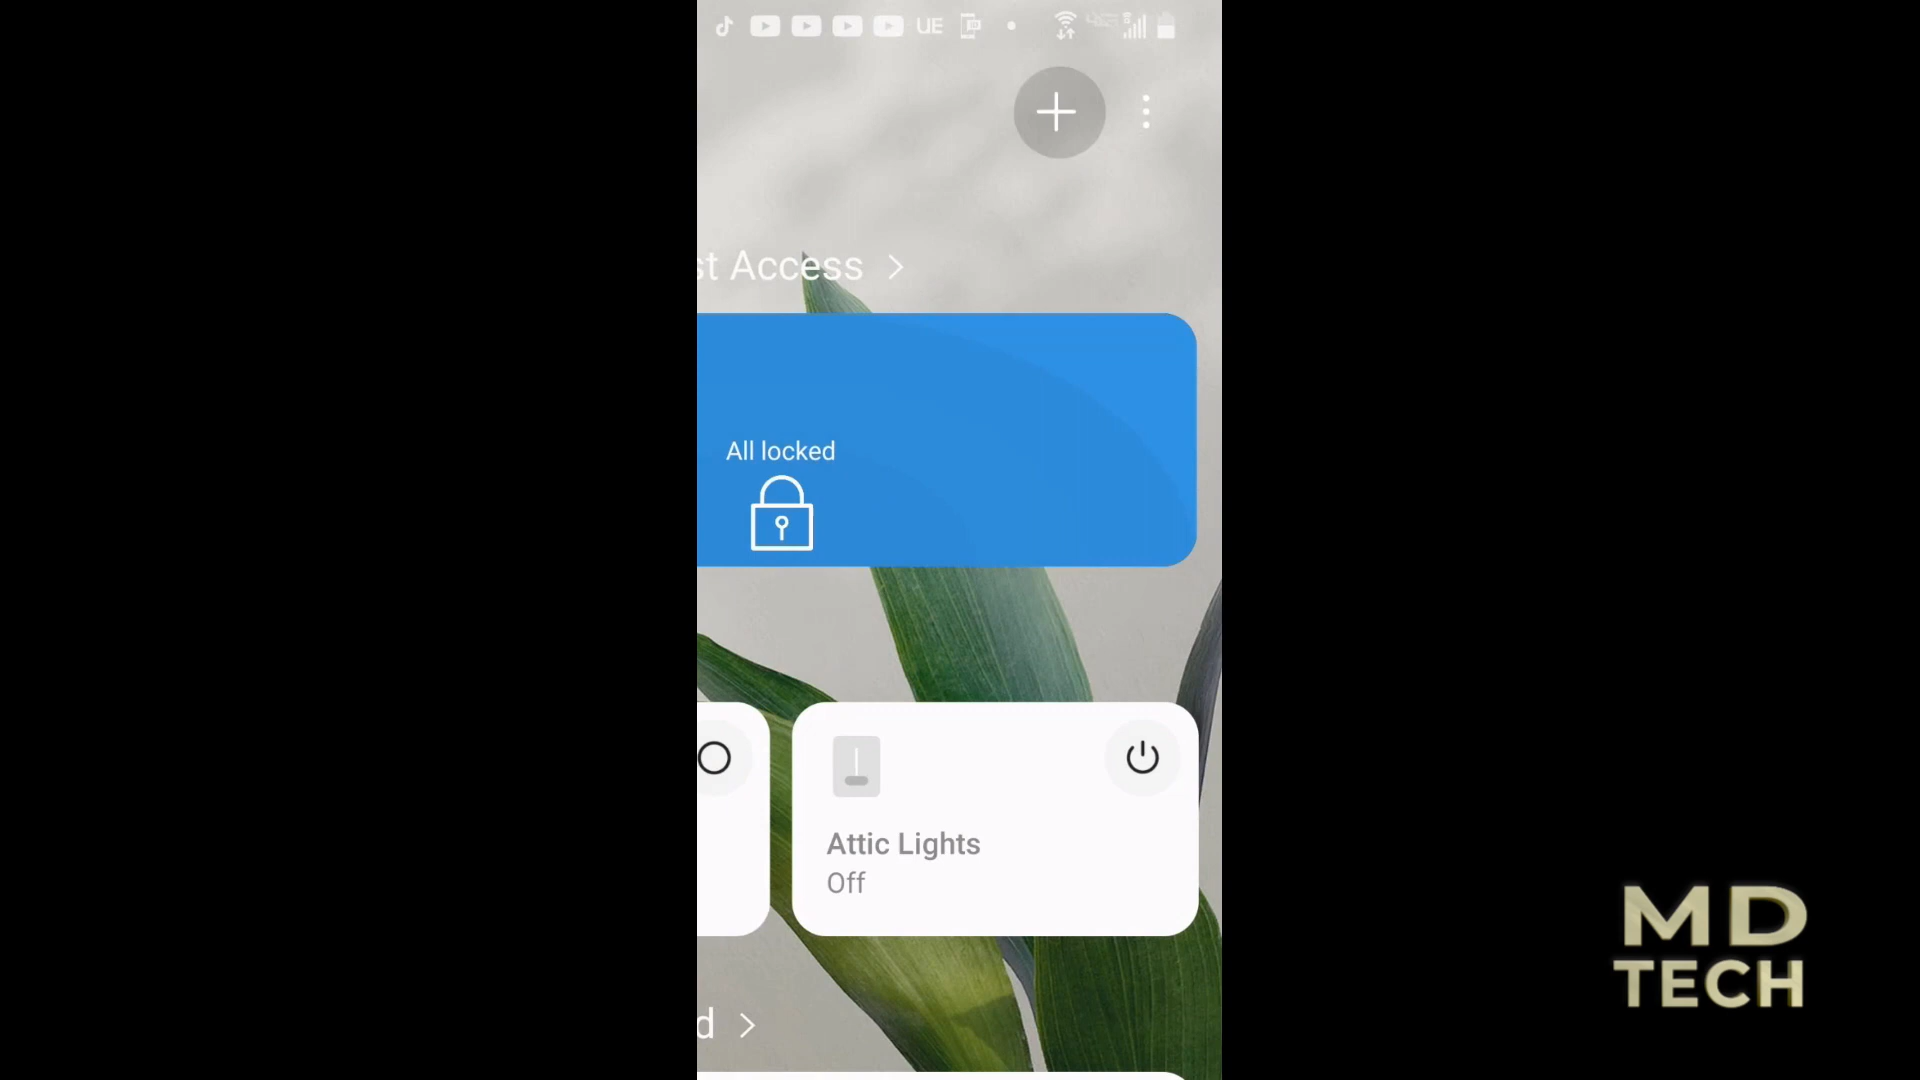 UE
st Access
All locked
Attic Lights
Off
d
MD
TECH